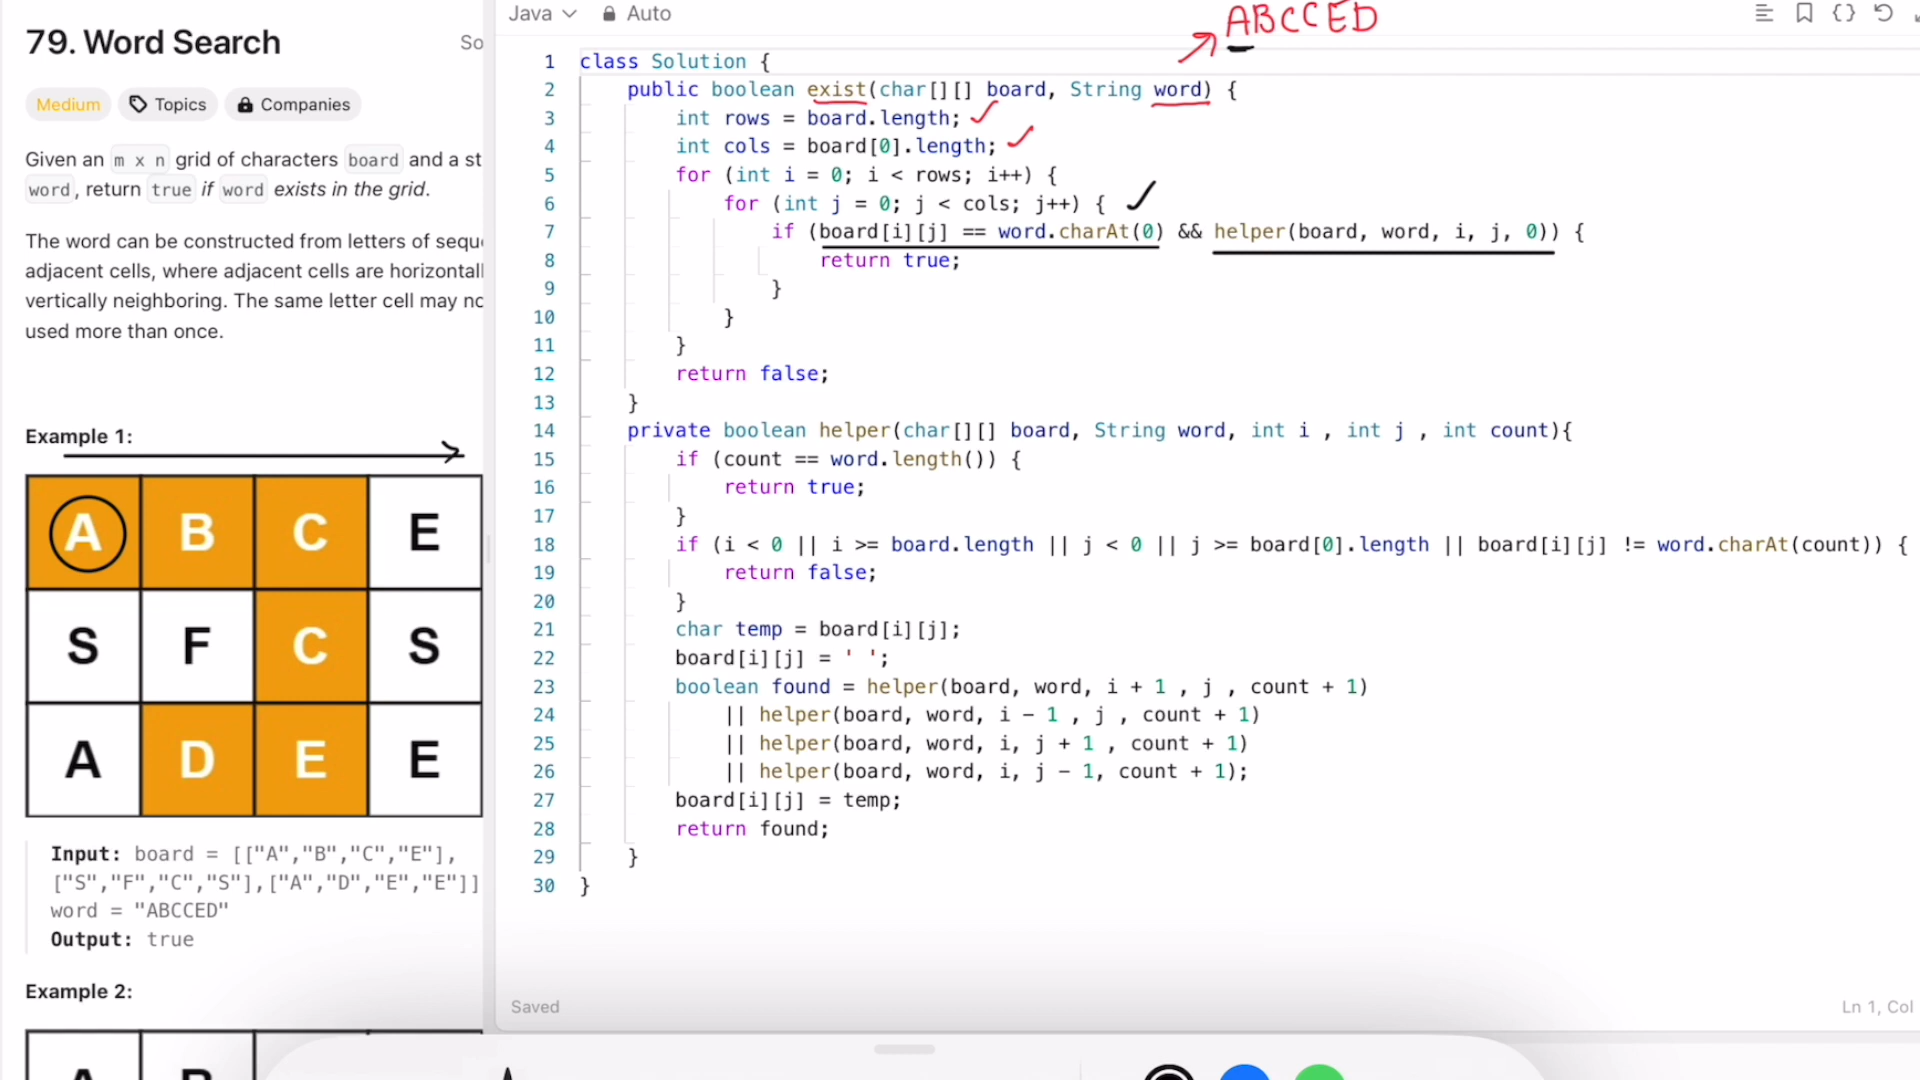 79. Word Search
So
Medium
Topics
Companies
Given an m x n grid of characters board and a st
word, return true if word exists in the grid.
The word can be constructed from letters of sequ
adjacent cells, where adjacent cells are horizontal
vertically neighboring. The same letter cell may no
used more than once.
Example 1:
A B C E
S F C S
A D E E
Input: board = [["A","B","C","E"],
["S","F","C","S"],["A","D","E","E"]]
word = "ABCCED"
Output: true
Example 2:
A B
Java
Auto
ABCCED
1 class Solution {
2 public boolean exist(char[][] board, String word) {
3 int rows = board.length;
4 int cols = board[0].length;
5 for (int i = 0; i < rows; i++) {
6 for (int j = 0; j < cols; j++) {
7 if (board[i][j] == word.charAt(0) && helper(board, word, i, j, 0)) {
8 return true;
9 }
10 }
11 }
12 return false;
13 }
14 private boolean helper(char[][] board, String word, int i , int j , int count){
15 if (count == word.length()) {
16 return true;
17 }
18 if (i < 0 || i >= board.length || j < 0 || j >= board[0].length || board[i][j] != word.charAt(count)) {
19 return false;
20 }
21 char temp = board[i][j];
22 board[i][j] = ' ';
23 boolean found = helper(board, word, i + 1 , j , count + 1)
24 || helper(board, word, i - 1 , j , count + 1)
25 || helper(board, word, i, j + 1 , count + 1)
26 || helper(board, word, i, j - 1, count + 1);
27 board[i][j] = temp;
28 return found;
29 }
30 }
Saved
Ln 1, Col